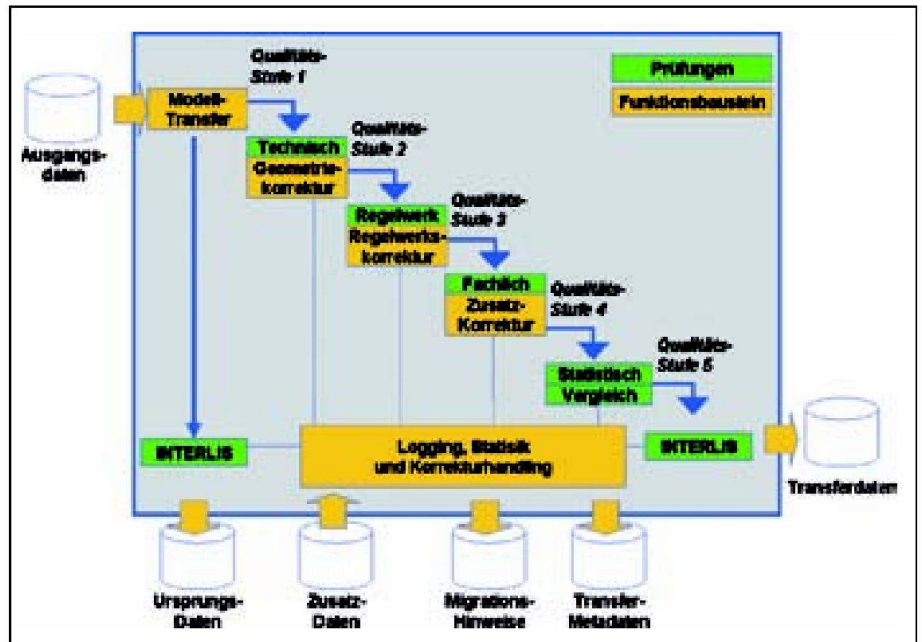 Qualitäts-
Stufe 1
Prüfungen
Funktionsbaustein
Modell-
Transfer
Ausgangs-
daten
Qualitäts-
Stufe 2
Technisch
Geometrie-
korrektur
Qualitäts-
Stufe 3
Regelwerk
Regelwerks-
korrektur
Qualitäts-
Stufe 4
Fachlich
Zusatz-
Korrektur
Qualitäts-
Stufe 5
Statistisch
Vergleich
INTERLIS
Logging, Statisik
und Korrekturhandling
INTERLIS
Transferdaten
Ursprungs-
Daten
Zusatz-
Daten
Migrations-
Hinweise
Transfer-
Metadaten